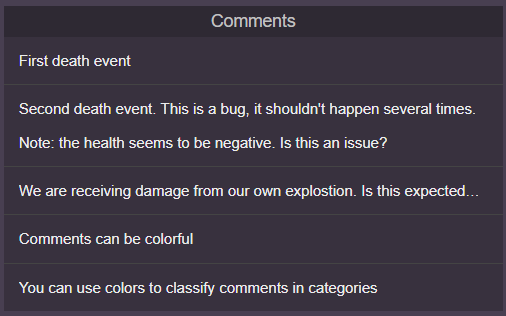 Comments
First death event
Second death event. This is a bug, it shouldn't happen several times.
Note: the health seems to be negative. Is this an issue?
We are receiving damage from our own explostion. Is this expected...
Comments can be colorful
You can use colors to classify comments in categories